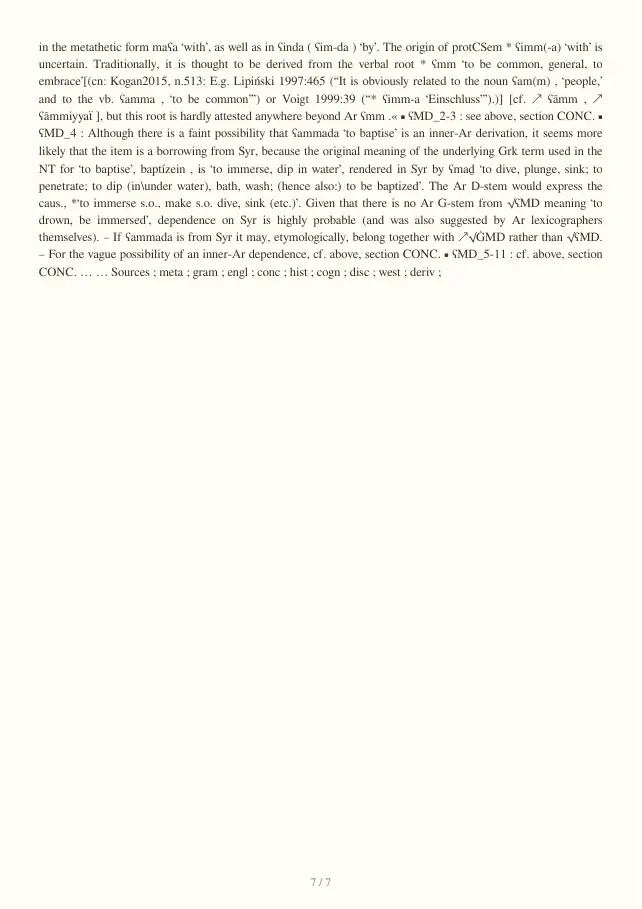 in the metathetic form maʕa ‘with’, as well as in ʕinda ( ʕim-da ) ‘by’. The origin of protCSem * ʕimm(-a) ‘with’ is
uncertain. Traditionally, it is thought to be derived from the verbal root * ʕmm ‘to be common, general, to
embrace’[(cn: Kogan2015, n.513: E.g. Lipiński 1997:465 (“It is obviously related to the noun ʕam(m) , ‘people,’
and to the vb. ʕamma , ‘to be common’”) or Voigt 1999:39 (“* ʕimm-a ‘Einschluss’”).)] [cf. ↗ ʕāmm , ↗
ʕāmmiyyaẗ ], but this root is hardly attested anywhere beyond Ar ʕmm .« ▪ ʕMD_2-3 : see above, section CONC. ▪
ʕMD_4 : Although there is a faint possibility that ʕammada ‘to baptise’ is an inner-Ar derivation, it seems more
likely that the item is a borrowing from Syr, because the original meaning of the underlying Grk term used in the
NT for ‘to baptise’, baptízein , is ‘to immerse, dip in water’, rendered in Syr by ʕmaḏ ‘to dive, plunge, sink; to
penetrate; to dip (in\under water), bath, wash; (hence also:) to be baptized’. The Ar D-stem would express the
caus., *‘to immerse s.o., make s.o. dive, sink (etc.)’. Given that there is no Ar G-stem from √ʕMD meaning ‘to
drown, be immersed’, dependence on Syr is highly probable (and was also suggested by Ar lexicographers
themselves). – If ʕammada is from Syr it may, etymologically, belong together with ↗√ĠMD rather than √ʕMD.
– For the vague possibility of an inner-Ar dependence, cf. above, section CONC. ▪ ʕMD_5-11 : cf. above, section
CONC. … … Sources ; meta ; gram ; engl ; conc ; hist ; cogn ; disc ; west ; deriv ;
7 / 7